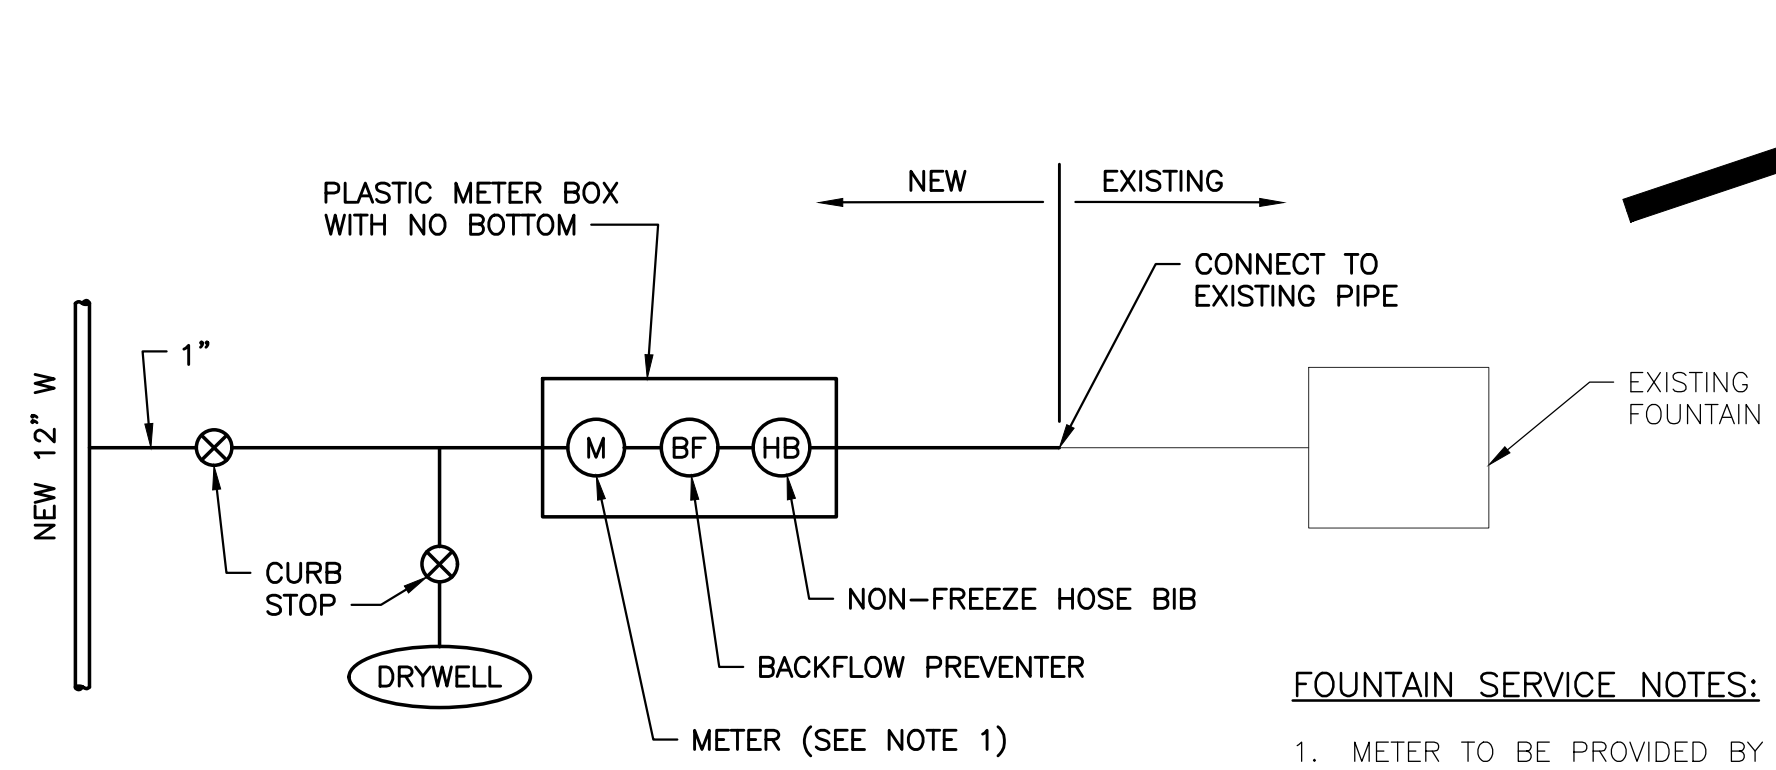 NEW
EXISTING
PLASTIC METER BOX
WITH NO BOTTOM
CONNECT TO
EXISTING PIPE
1"
NEW 12" W
EXISTING
FOUNTAIN
M
BF
HB
CURB
STOP
NON-FREEZE HOSE BIB
BACKFLOW PREVENTER
DRYWELL
METER (SEE NOTE 1)
FOUNTAIN SERVICE NOTES:
1. METER TO BE PROVIDED BY